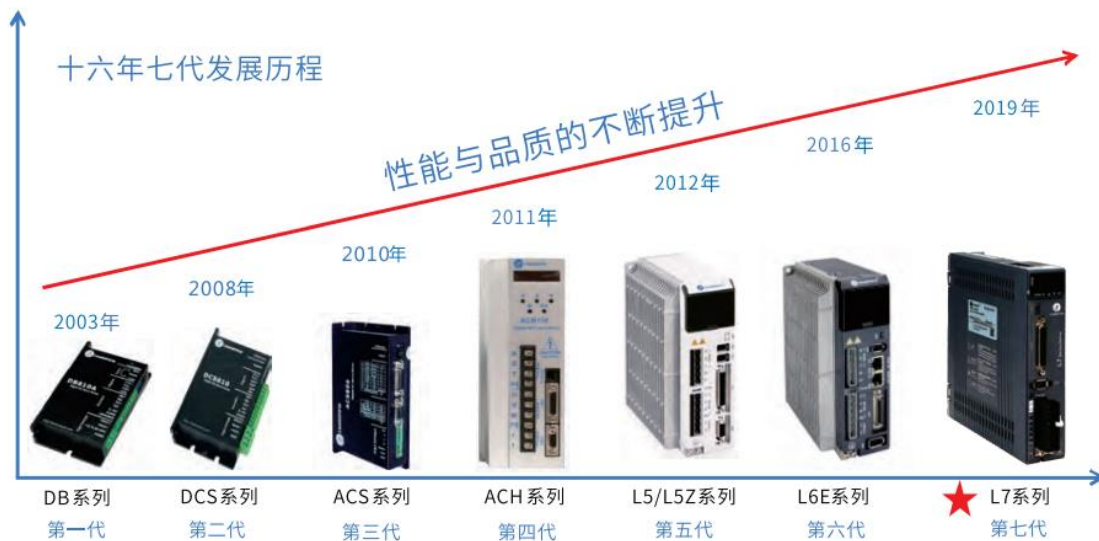 十六年七代发展历程
性能与品质的不断提升
2003年
2008年
2010年
2011年
2012年
2016年
2019年
DB810A
DCS810
DB系列
DCS系列
ACS系列
ACH系列
L5/L5Z系列
L6E系列
L7系列
第一代
第二代
第三代
第四代
第五代
第六代
第七代